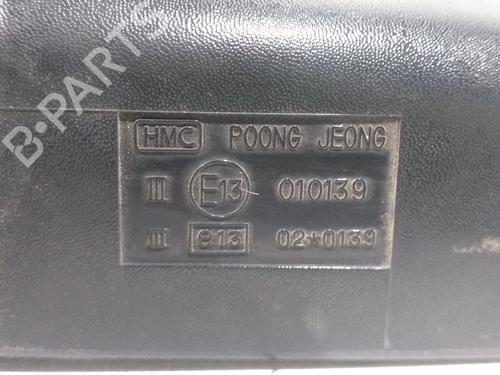 B-PARTS
HMC POONG JEONG
III E13 010139
III e13 02*0139